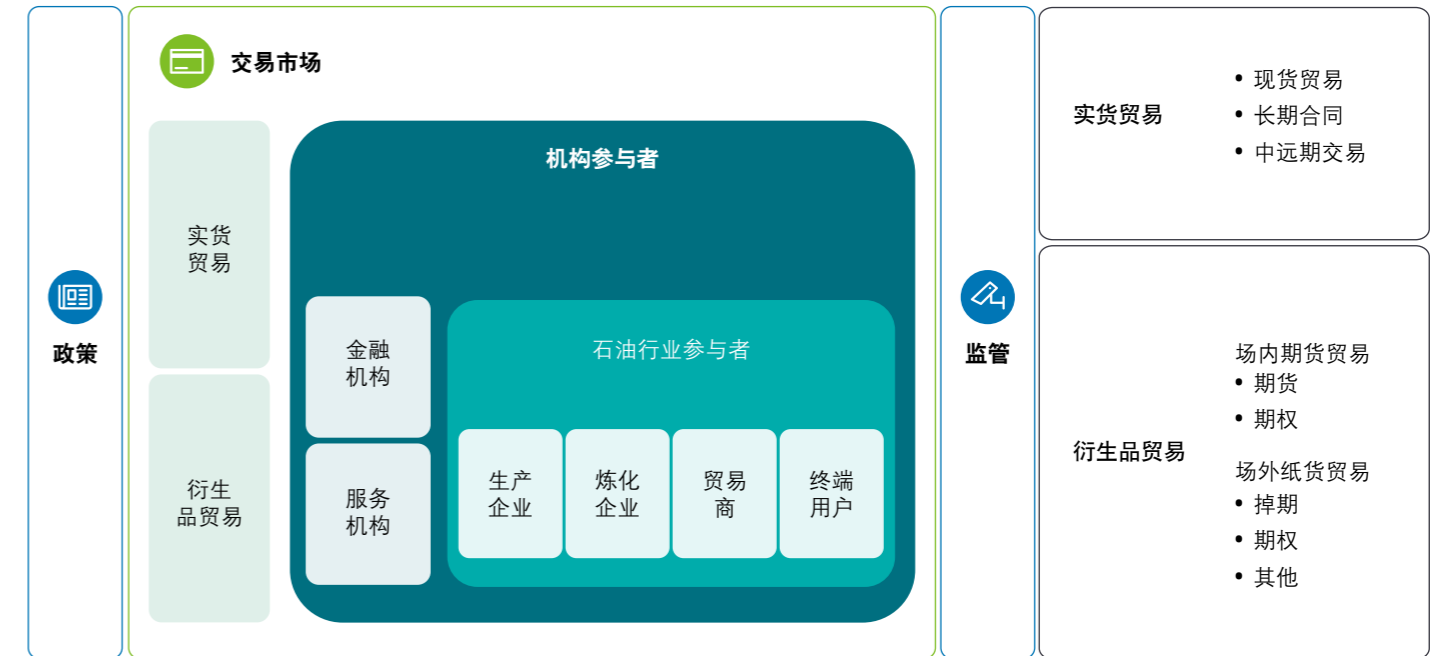 政策
交易市场
实货
贸易
衍生
品贸易
机构参与者
金融
机构
服务
机构
石油行业参与者
生产
企业
炼化
企业
贸易
商
终端
用户
监管
实货贸易
• 现货贸易
• 长期合同
• 中远期交易
衍生品贸易
场内期货贸易
• 期货
• 期权
场外纸货贸易
• 掉期
• 期权
• 其他